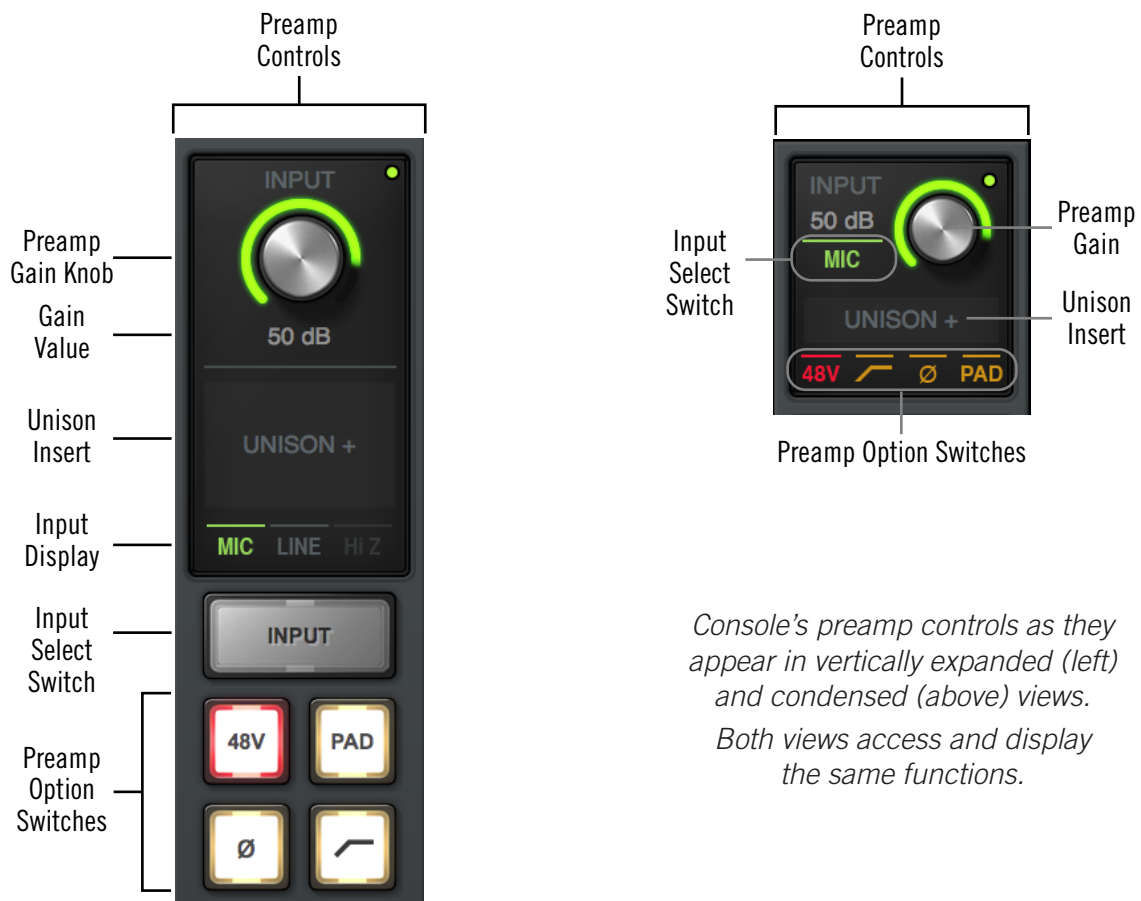 Preamp
Controls
INPUT
Preamp
Gain Knob
50 dB
Gain
Value
UNISON +
Unison
Insert
MIC LINE Hi Z
Input
Display
INPUT
Input
Select
Switch
48V PAD
Ø
Preamp
Option
Switches
Preamp
Controls
INPUT
50 dB
MIC
Input
Select
Switch
Preamp
Gain
UNISON +
Unison
Insert
48V Ø PAD
Preamp Option Switches
Console’s preamp controls as they
appear in vertically expanded (left)
and condensed (above) views.
Both views access and display
the same functions.